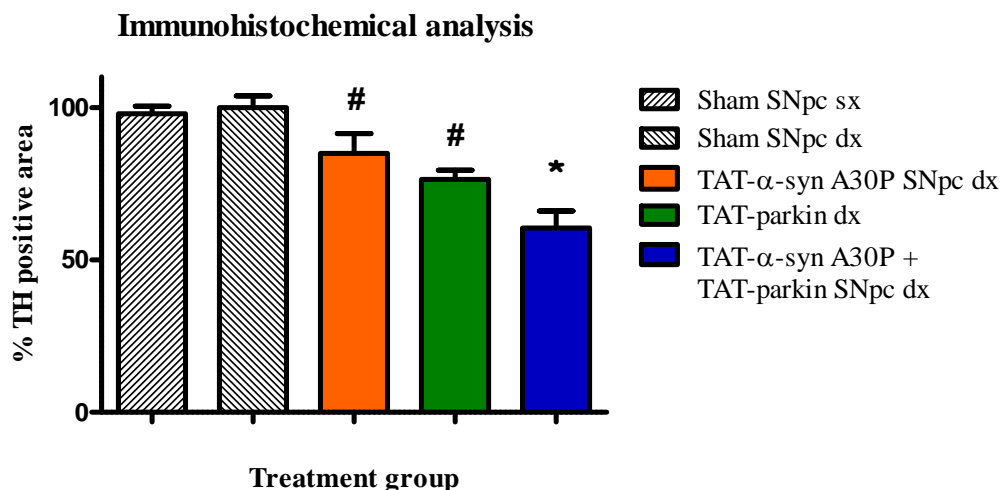 Immunohistochemical analysis
% TH positive area
100
50
0
#
#
*
Treatment group
Sham SNpc sx
Sham SNpc dx
TAT-α-syn A30P SNpc dx
TAT-parkin dx
TAT-α-syn A30P +
TAT-parkin SNpc dx